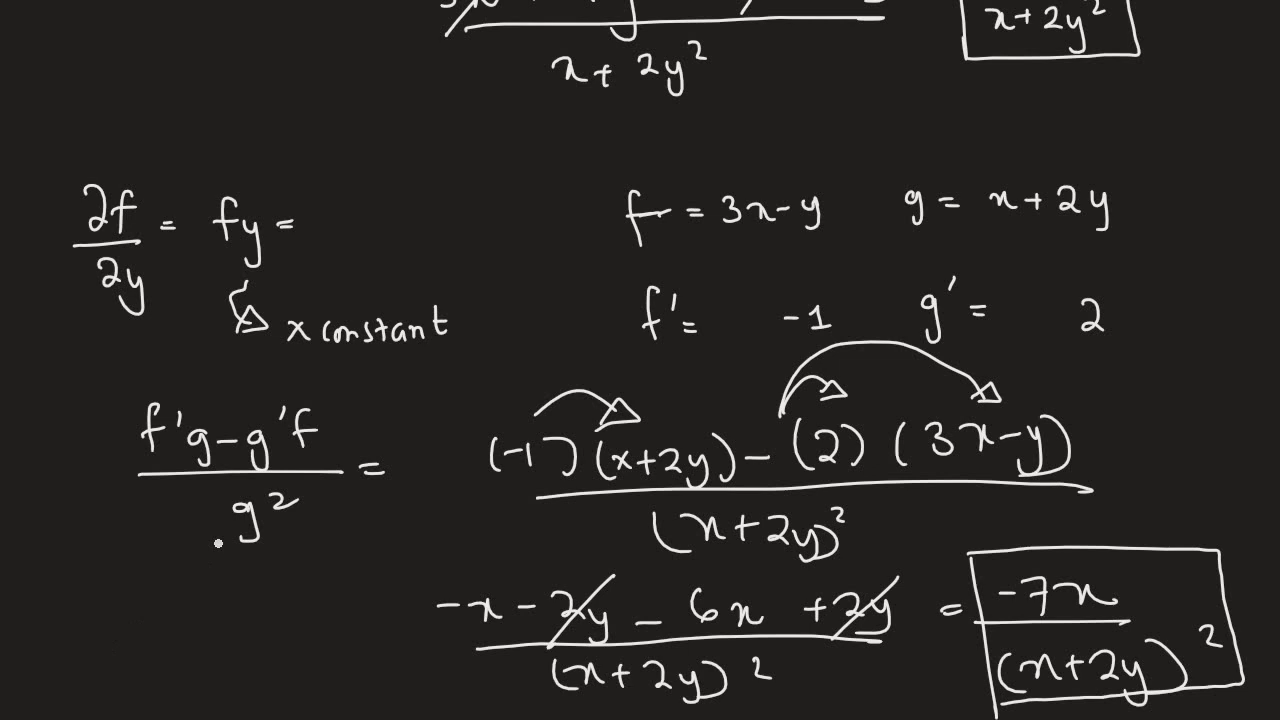 x + 2y²
x + 2y²
∂f/∂y = fy =
f = 3x - y g = x + 2y
x constant
f' = -1 g' = 2
(f'g - g'f)/g² = ((-1)(x+2y) - (2)(3x-y))/(x+2y)²
(-x - 2y - 6x + 2y)/(x+2y)² = -7x/(x+2y)²